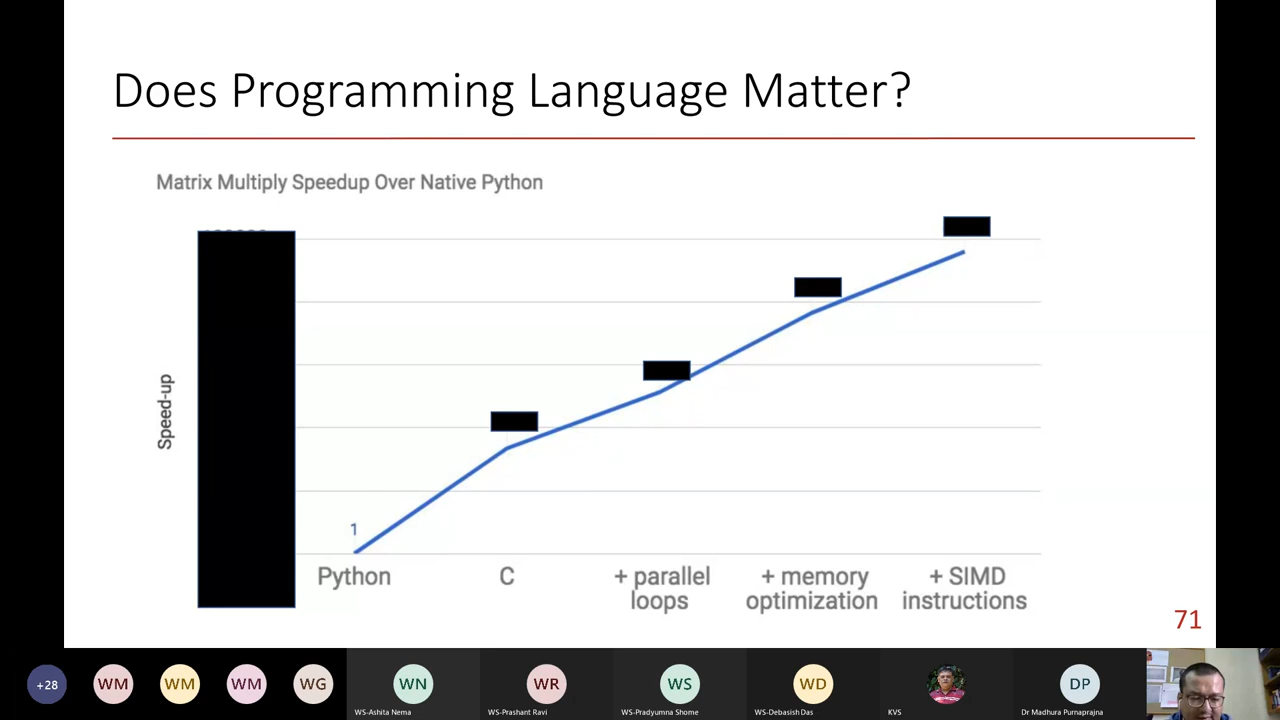 Does Programming Language Matter?
Matrix Multiply Speedup Over Native Python
Speed-up
1
Python
C
+ parallel
loops
+ memory
optimization
+ SIMD
instructions
71
+28
WM
WM
WM
WG
WN
WR
WS
WD
DP
WS-Ashita Nema
WS-Prashant Ravi
WS-Pradyumna Shome
WS-Debasish Das
KVS
Dr Madhura Purnaprajna